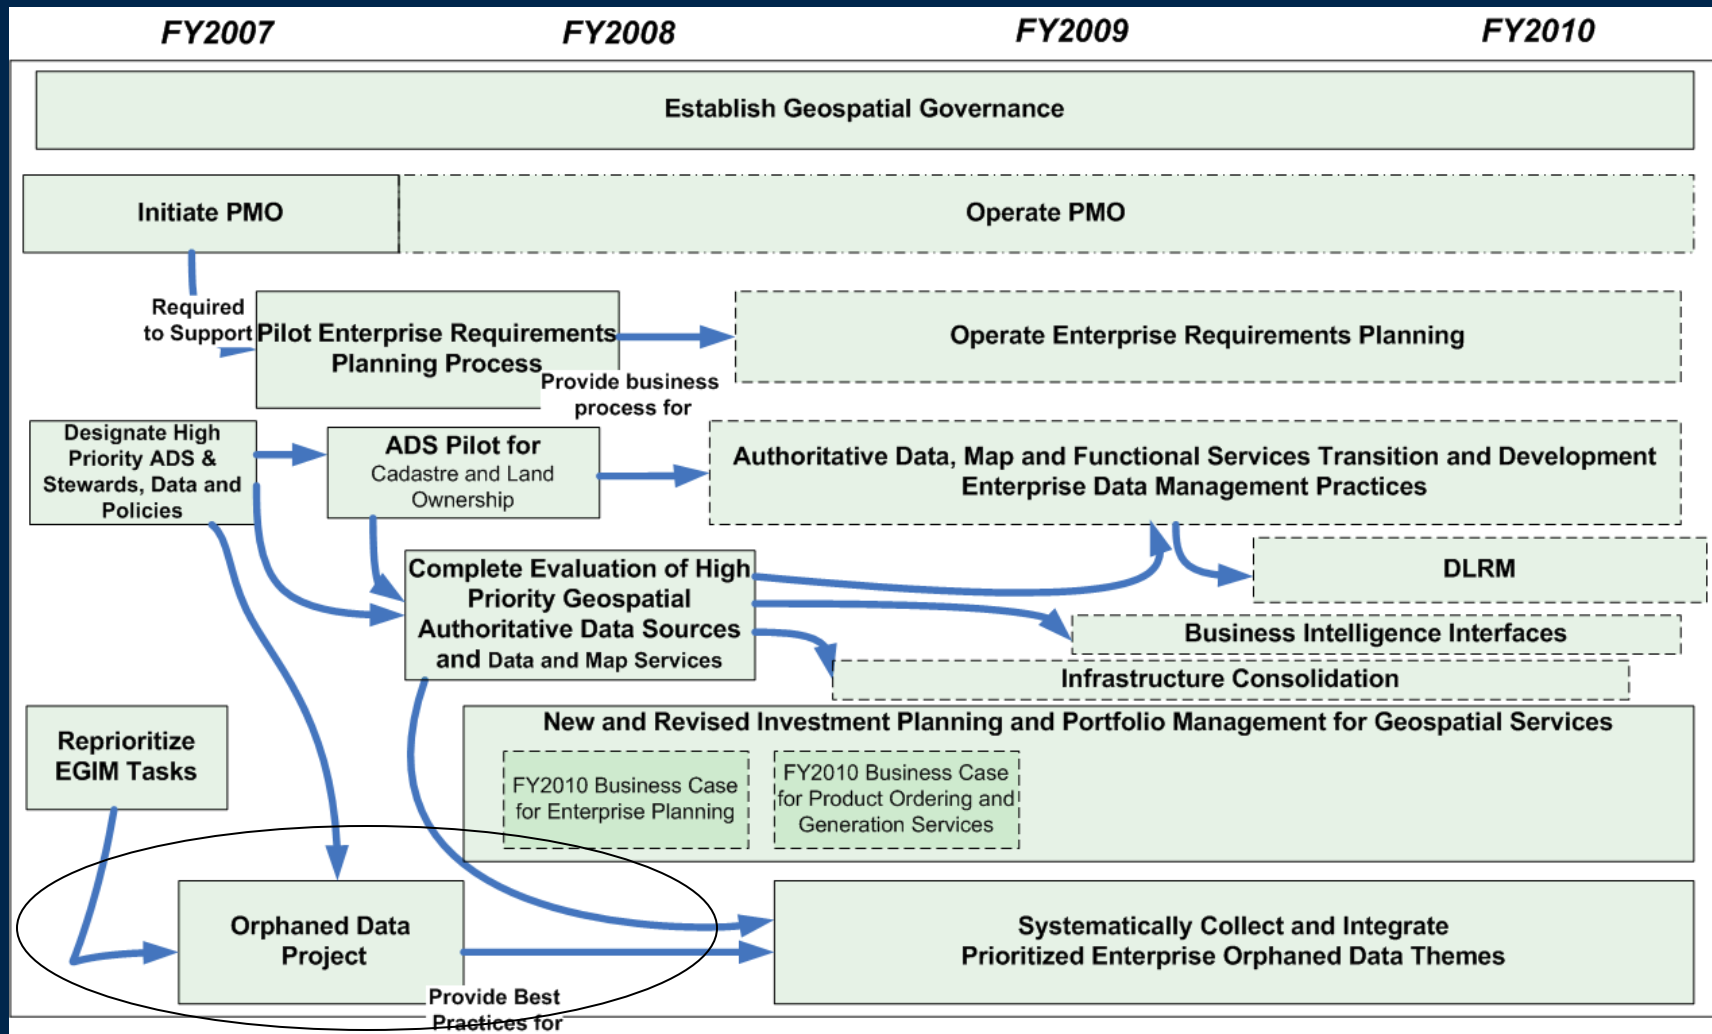 FY2007
FY2008
FY2009
FY2010
Establish Geospatial Governance
Initiate PMO
Operate PMO
Required
to Support
Pilot Enterprise Requirements
Planning Process
Operate Enterprise Requirements Planning
Provide business
process for
Designate High
Priority ADS &
Stewards, Data and
Policies
ADS Pilot for
Cadastre and Land
Ownership
Authoritative Data, Map and Functional Services Transition and Development
Enterprise Data Management Practices
Complete Evaluation of High
Priority Geospatial
Authoritative Data Sources
and Data and Map Services
DLRM
Business Intelligence Interfaces
Infrastructure Consolidation
Reprioritize
EGIM Tasks
New and Revised Investment Planning and Portfolio Management for Geospatial Services
FY2010 Business Case
for Enterprise Planning
FY2010 Business Case
for Product Ordering and
Generation Services
Orphaned Data
Project
Systematically Collect and Integrate
Prioritized Enterprise Orphaned Data Themes
Provide Best
Practices for